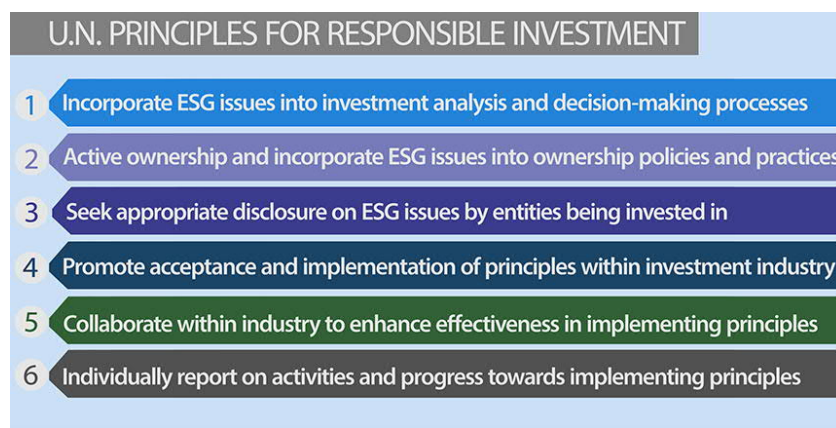 U.N. PRINCIPLES FOR RESPONSIBLE INVESTMENT
1 Incorporate ESG issues into investment analysis and decision-making processes
2 Active ownership and incorporate ESG issues into ownership policies and practices
3 Seek appropriate disclosure on ESG issues by entities being invested in
4 Promote acceptance and implementation of principles within investment industry
5 Collaborate within industry to enhance effectiveness in implementing principles
6 Individually report on activities and progress towards implementing principles